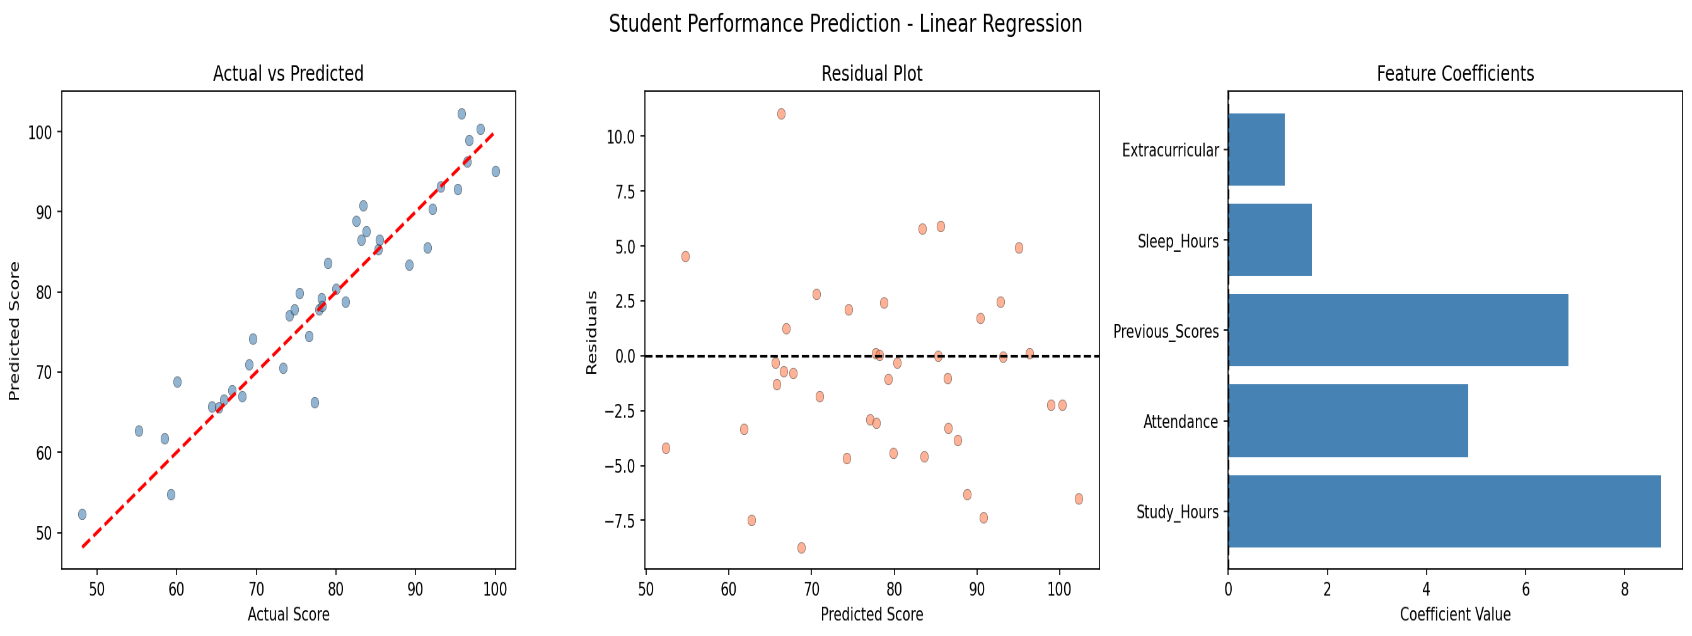 Student Performance Prediction - Linear Regression
Actual vs Predicted
Predicted Score
100
90
80
70
60
50
50 60 70 80 90 100
Actual Score
Residual Plot
Residuals
10.0
7.5
5.0
2.5
0.0
−2.5
−5.0
−7.5
50 60 70 80 90 100
Predicted Score
Feature Coefficients
Extracurricular
Sleep_Hours
Previous_Scores
Attendance
Study_Hours
0 2 4 6 8
Coefficient Value